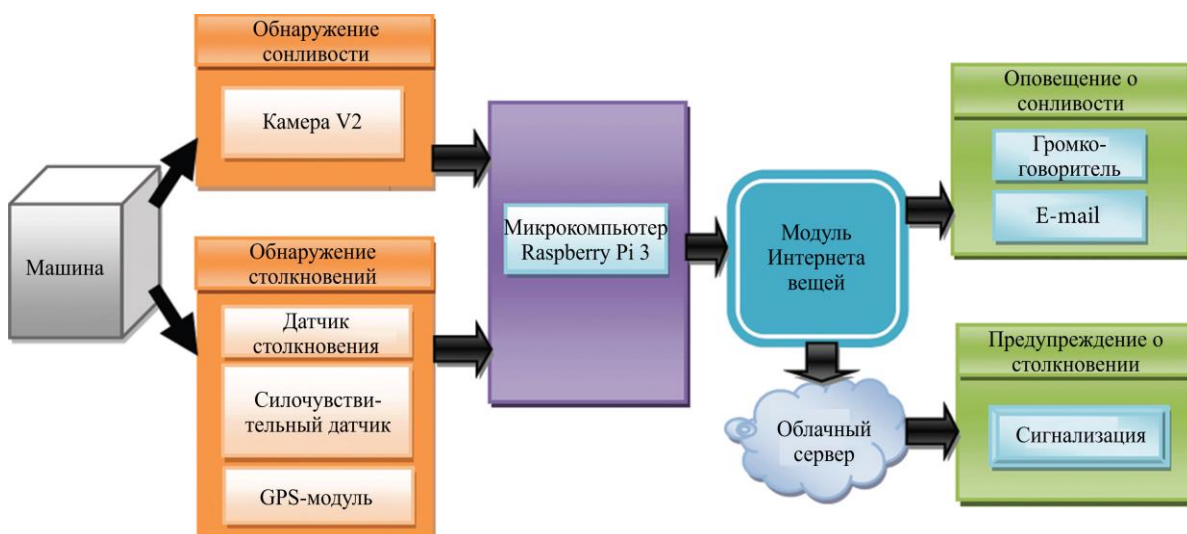 Машина
Обнаружение
сонливости
Камера V2
Обнаружение
столкновений
Датчик
столкновения
Силочувстви-
тельный датчик
GPS-модуль
Микрокомпьютер
Raspberry Pi 3
Модуль
Интернета
вещей
Облачный
сервер
Оповещение о
сонливости
Громко-
говоритель
E-mail
Предупреждение о
столкновении
Сигнализация